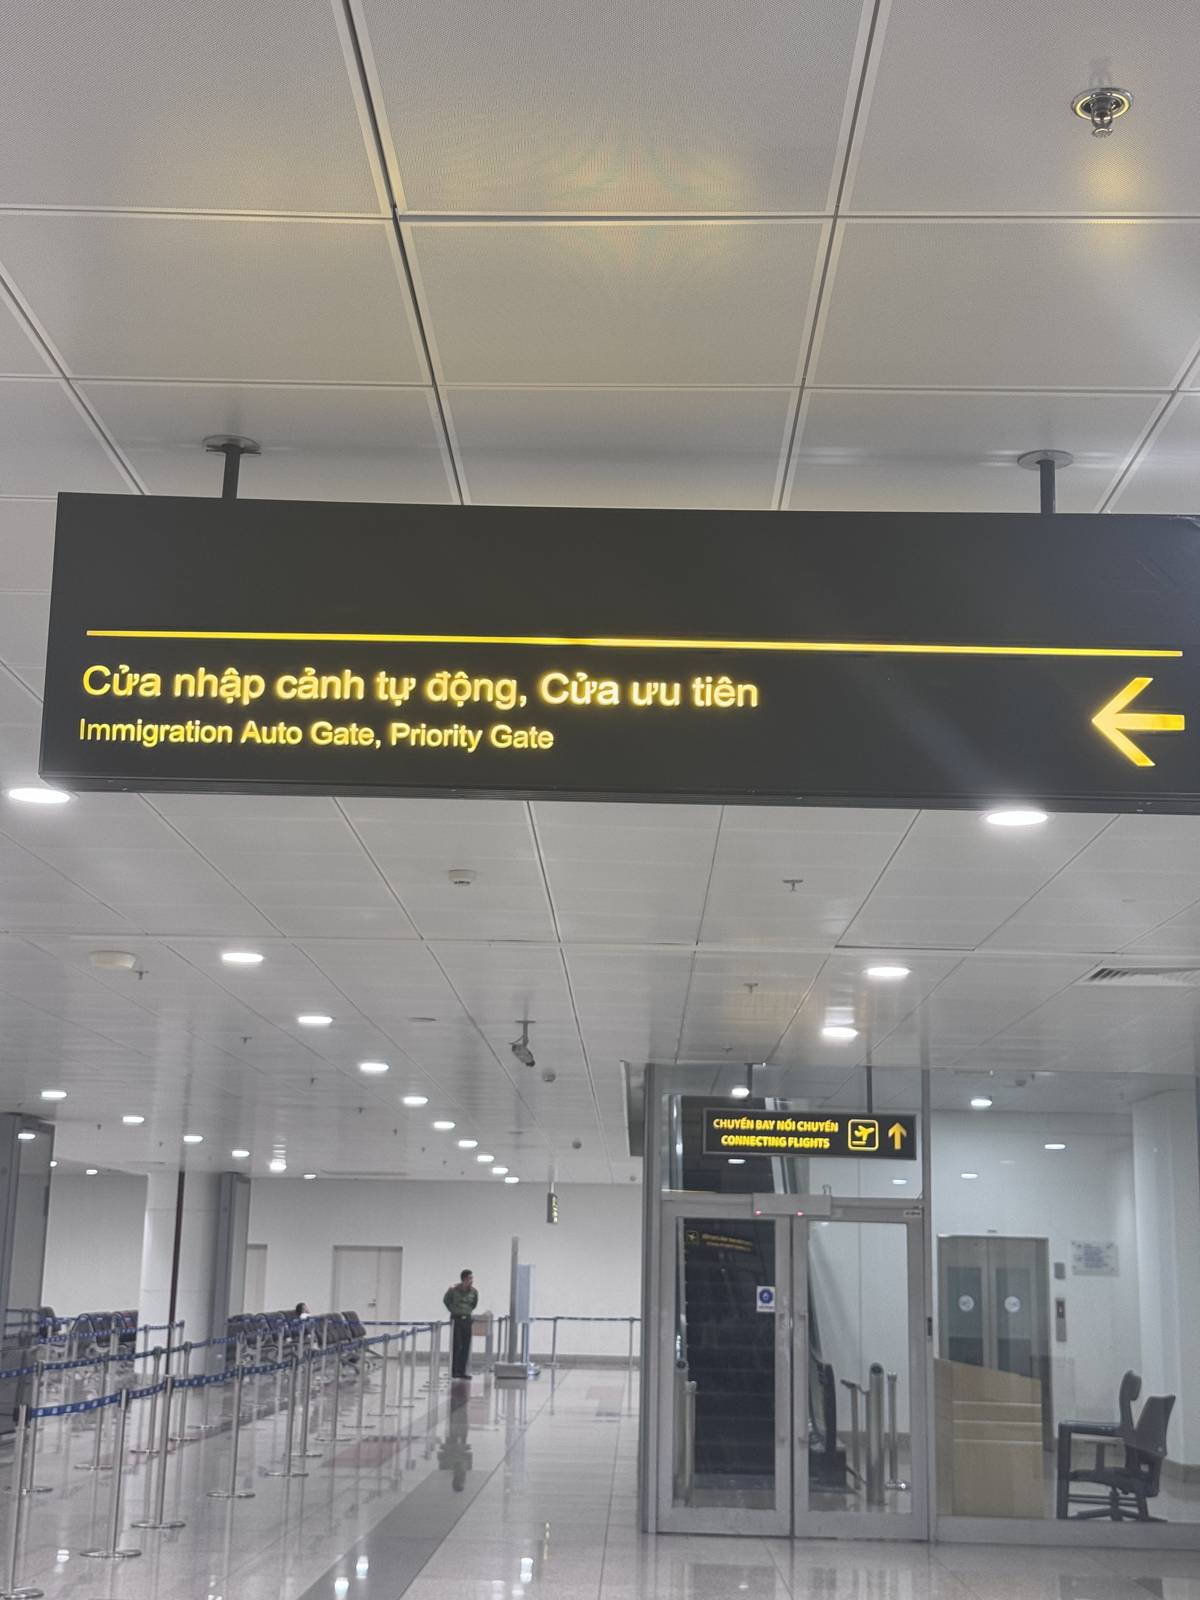 Cửa nhập cảnh tự động, Cửa ưu tiên
Immigration Auto Gate, Priority Gate
CHUYẾN BAY NỐI CHUYẾN
CONNECTING FLIGHTS